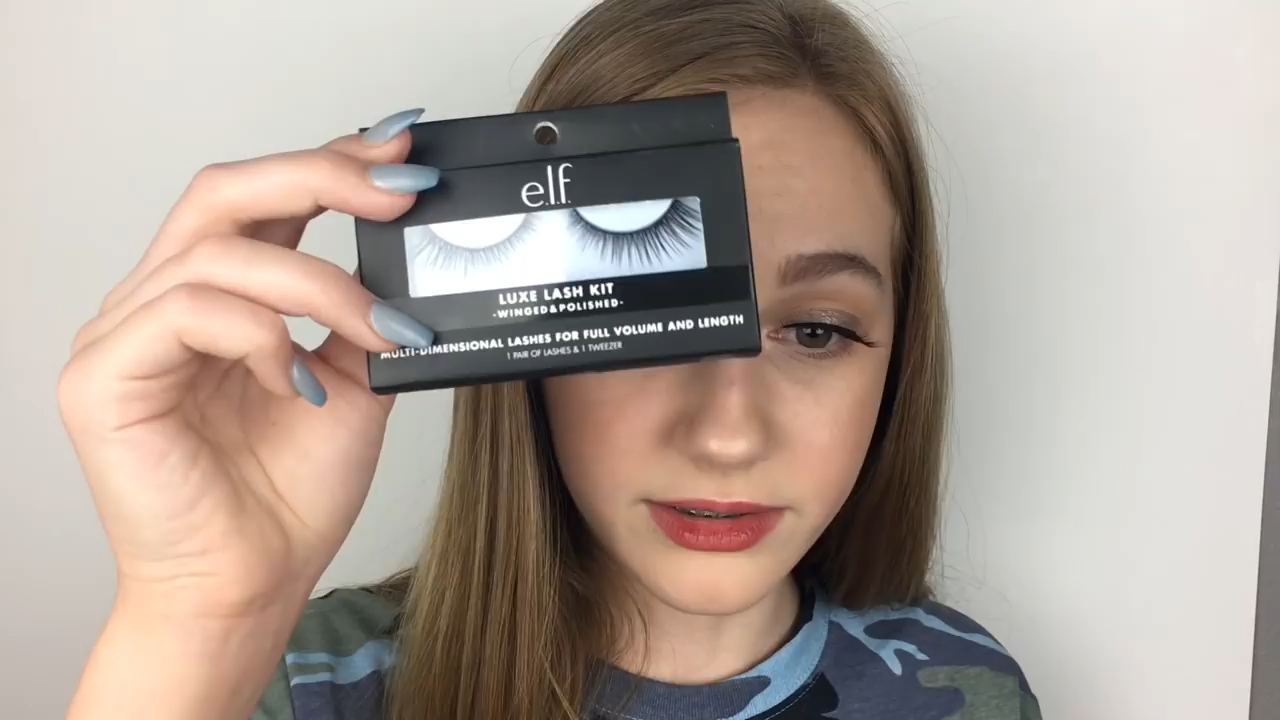 e.l.f.
LUXE LASH KIT
-WINGED & POLISHED-
MULTI-DIMENSIONAL LASHES FOR FULL VOLUME AND LENGTH
1 PAIR OF LASHES & 1 TWEEZER